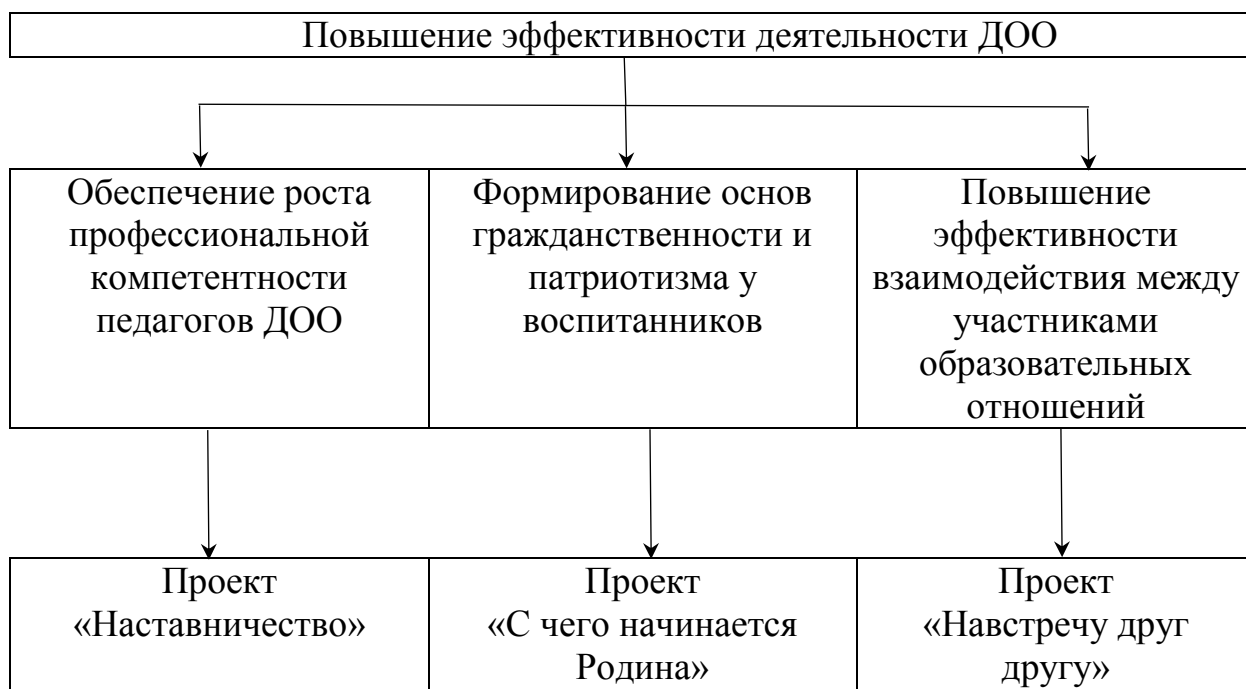 Повышение эффективности деятельности ДОО
Обеспечение роста
профессиональной
компетентности
педагогов ДОО
Формирование основ
гражданственности и
патриотизма у
воспитанников
Повышение
эффективности
взаимодействия между
участниками
образовательных
отношений
Проект
«Наставничество»
Проект
«С чего начинается
Родина»
Проект
«Навстречу друг
другу»